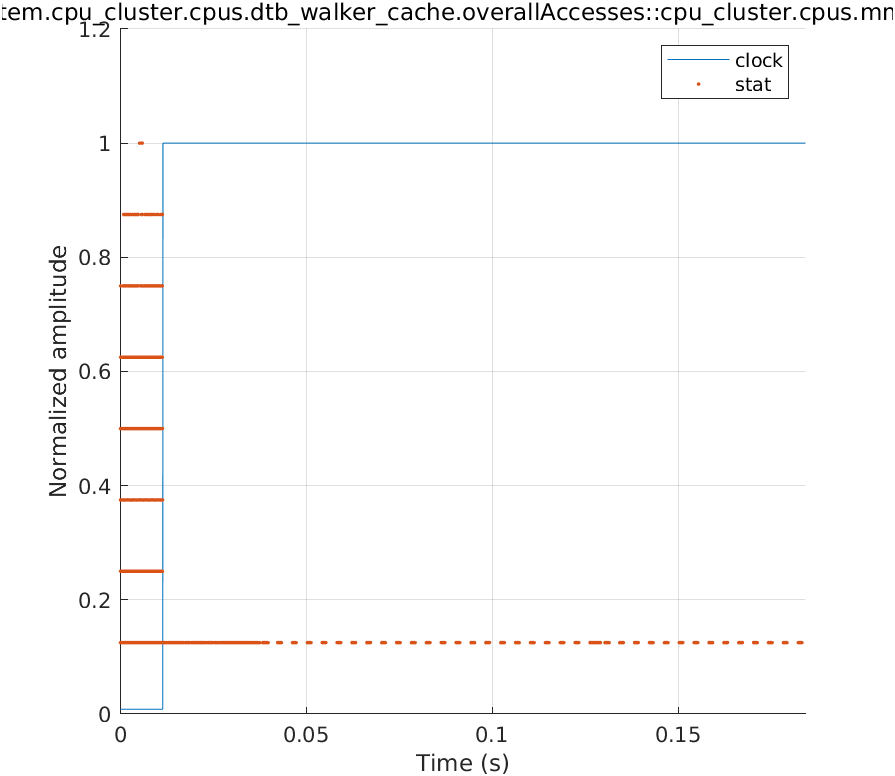 tem.cpu_cluster.cpus.dtb_walker_cache.overallAccesses::cpu_cluster.cpus.mm
1.2
clock
stat
1
0.8
0.6
0.4
0.2
0
Normalized amplitude
0 0.05 0.1 0.15
Time (s)